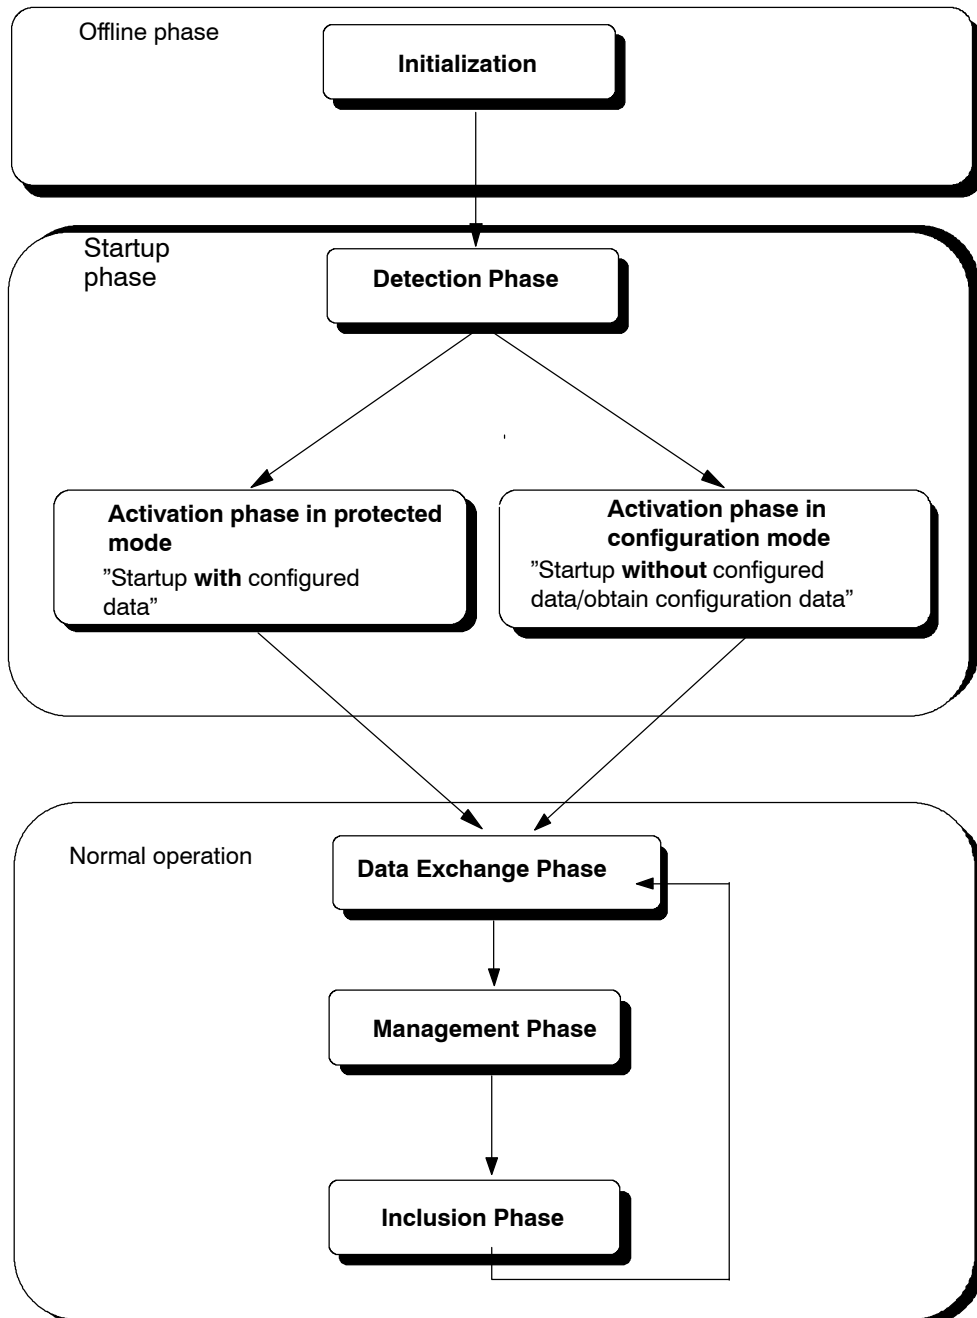 Offline phase
Initialization
Startup
phase
Detection Phase
Activation phase in protected
mode
”Startup with configured
data”
Activation phase in
configuration mode
”Startup without configured
data/obtain configuration data”
Normal operation
Data Exchange Phase
Management Phase
Inclusion Phase